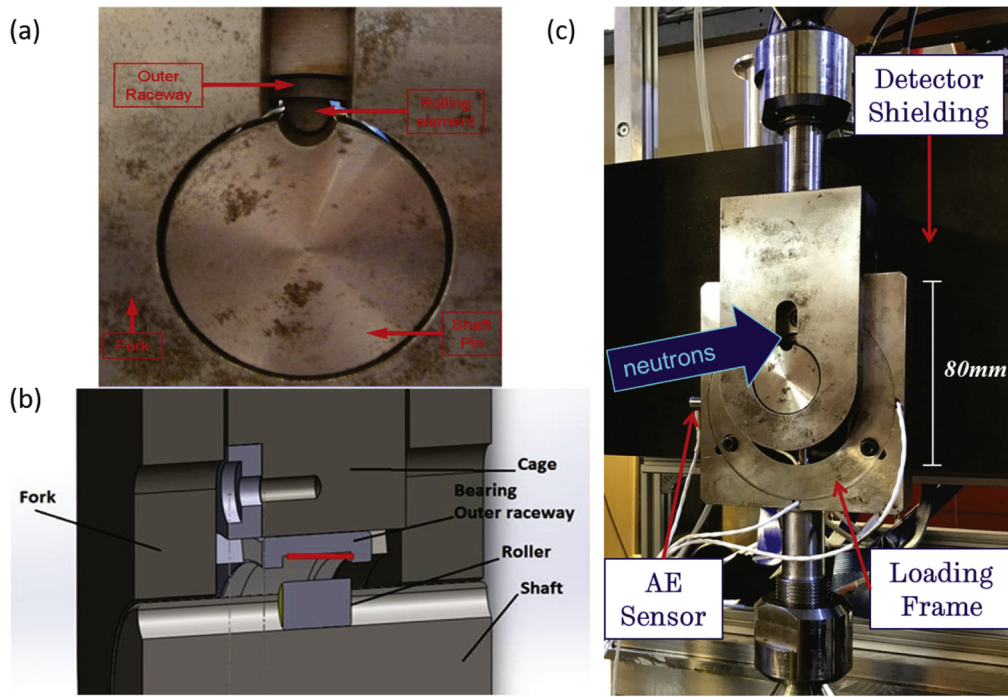 (a)
Outer
Raceway
Rolling
element
Shaft
Pin
Fork
(b)
Fork
Cage
Bearing
Outer raceway
Roller
Shaft
(c)
Detector
Shielding
neutrons
80mm
AE
Sensor
Loading
Frame